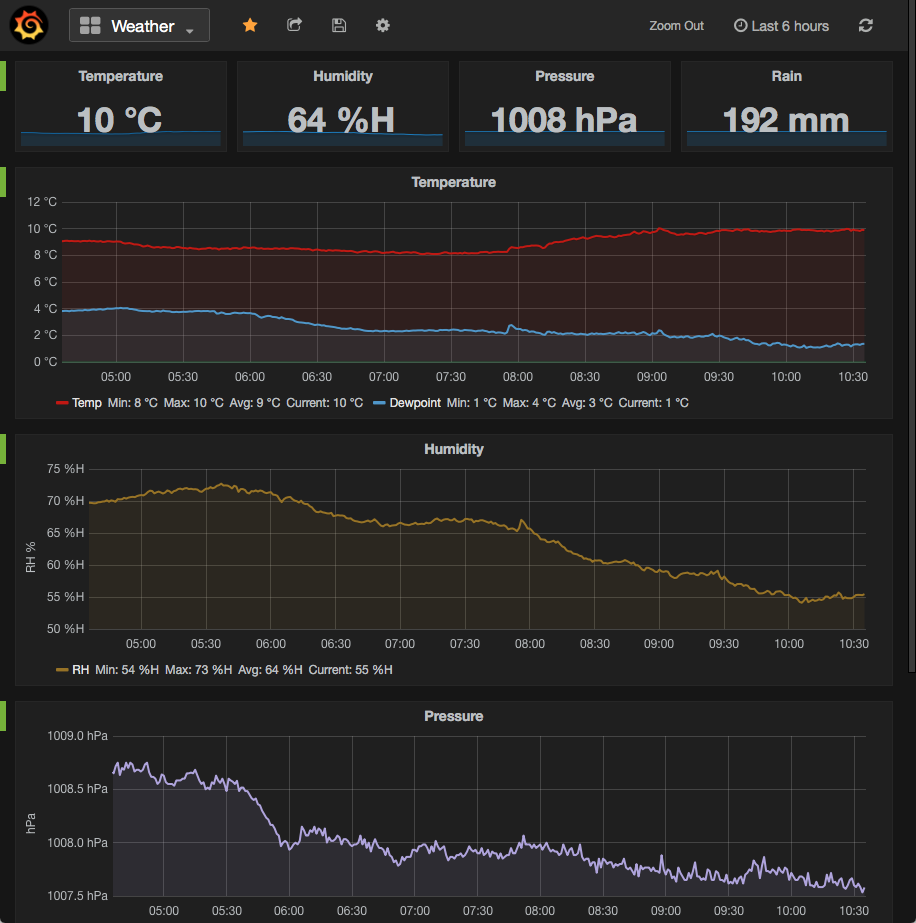 Weather Zoom Out Last 6 hours
Temperature Humidity Pressure Rain
10 °C 64 %H 1008 hPa 192 mm
Temperature
12 °C
10 °C
8 °C
6 °C
4 °C
2 °C
0 °C
05:00 05:30 06:00 06:30 07:00 07:30 08:00 08:30 09:00 09:30 10:00 10:30
Temp Min: 8 °C Max: 10 °C Avg: 9 °C Current: 10 °C Dewpoint Min: 1 °C Max: 4 °C Avg: 3 °C Current: 1 °C
Humidity
RH %
75 %H
70 %H
65 %H
60 %H
55 %H
50 %H
05:00 05:30 06:00 06:30 07:00 07:30 08:00 08:30 09:00 09:30 10:00 10:30
RH Min: 54 %H Max: 73 %H Avg: 64 %H Current: 55 %H
Pressure
hPa
1009.0 hPa
1008.5 hPa
1008.0 hPa
1007.5 hPa
05:00 05:30 06:00 06:30 07:00 07:30 08:00 08:30 09:00 09:30 10:00 10:30